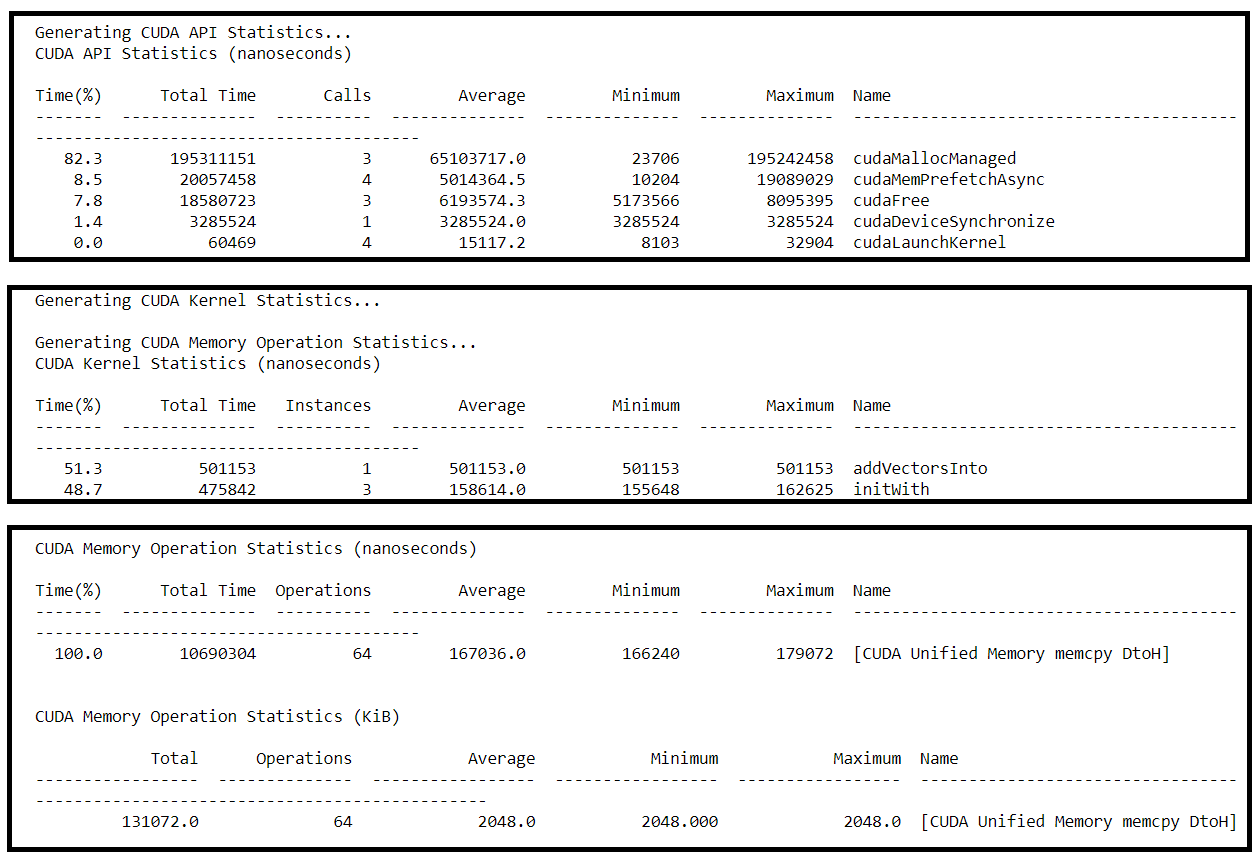 Generating CUDA API Statistics...
CUDA API Statistics (nanoseconds)
Time(%) Total Time Calls Average Minimum Maximum Name
------- -------------- ---------- -------------- -------------- -------------- ----------------------------------------
----------------------------------------
82.3 195311151 3 65103717.0 23706 195242458 cudaMallocManaged
8.5 20057458 4 5014364.5 10204 19089029 cudaMemPrefetchAsync
7.8 18580723 3 6193574.3 5173566 8095395 cudaFree
1.4 3285524 1 3285524.0 3285524 3285524 cudaDeviceSynchronize
0.0 60469 4 15117.2 8103 32904 cudaLaunchKernel
Generating CUDA Kernel Statistics...
Generating CUDA Memory Operation Statistics...
CUDA Kernel Statistics (nanoseconds)
Time(%) Total Time Instances Average Minimum Maximum Name
------- -------------- ---------- -------------- -------------- -------------- ----------------------------------------
----------------------------------------
51.3 501153 1 501153.0 501153 501153 addVectorsInto
48.7 475842 3 158614.0 155648 162625 initWith
CUDA Memory Operation Statistics (nanoseconds)
Time(%) Total Time Operations Average Minimum Maximum Name
------- -------------- ---------- -------------- -------------- -------------- ----------------------------------------
----------------------------------------
100.0 10690304 64 167036.0 166240 179072 [CUDA Unified Memory memcpy DtoH]
CUDA Memory Operation Statistics (KiB)
Total Operations Average Minimum Maximum Name
----------------- -------------- ----------------- ----------------- ----------------- ---------------------------------
-----------------------------------------------
131072.0 64 2048.0 2048.000 2048.0 [CUDA Unified Memory memcpy DtoH]